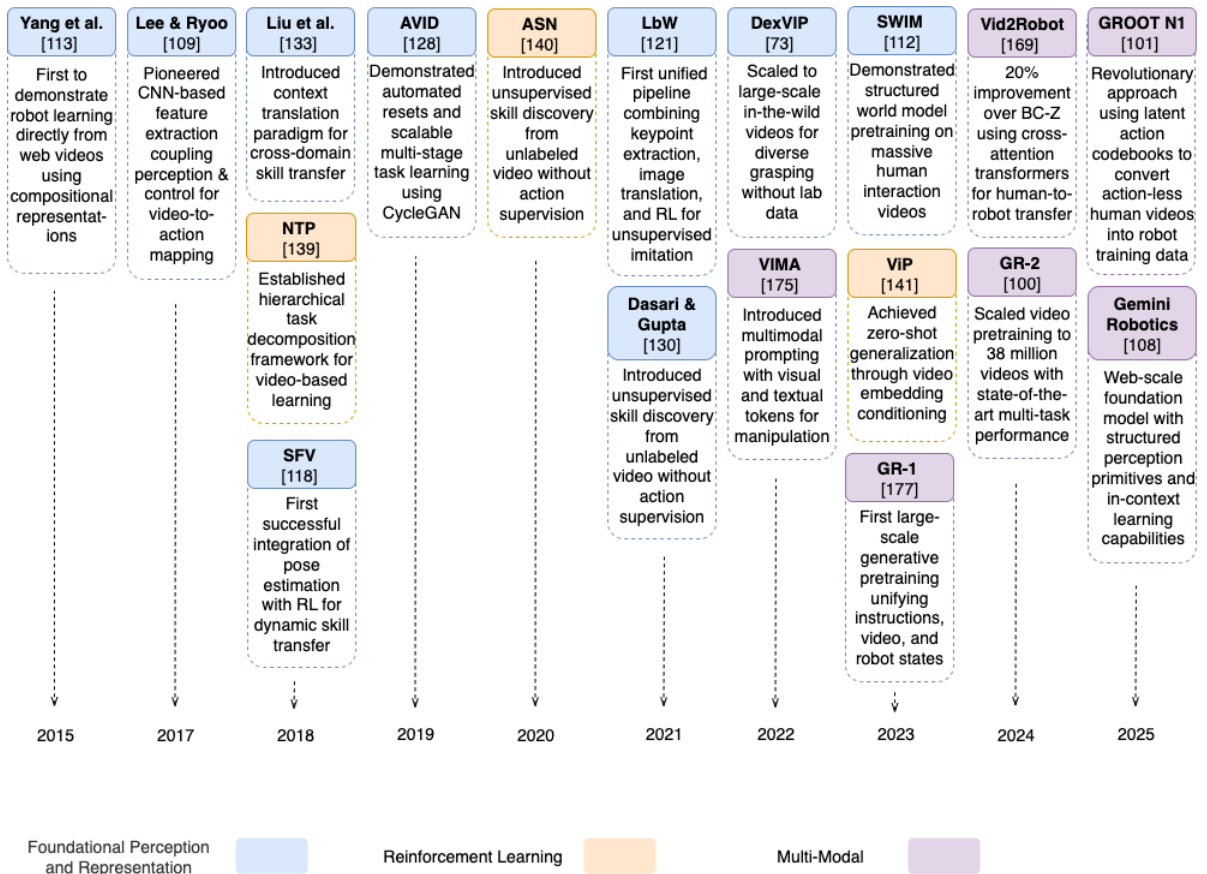 Yang et al.
[113]
First to
demonstrate
robot learning
directly from
web videos
using
compositional
representat-
ions
2015
Lee & Ryoo
[109]
Pioneered
CNN-based
feature
extraction
coupling
perception &
control for
video-to-
action
mapping
2017
Liu et al.
[133]
Introduced
context
translation
paradigm for
cross-domain
skill transfer
NTP
[139]
Established
hierarchical
task
decomposition
framework for
video-based
learning
SFV
[118]
First
successful
integration of
pose
estimation
with RL for
dynamic skill
transfer
2018
AVID
[128]
Demonstrated
automated
resets and
scalable
multi-stage
task learning
using
CycleGAN
2019
ASN
[140]
Introduced
unsupervised
skill discovery
from
unlabeled
video without
action
supervision
2020
LbW
[121]
First unified
pipeline
combining
keypoint
extraction,
image
translation,
and RL for
unsupervised
imitation
Dasari &
Gupta
[130]
Introduced
unsupervised
skill discovery
from
unlabeled
video without
action
supervision
2021
DexVIP
[73]
Scaled to
large-scale
in-the-wild
videos for
diverse
grasping
without lab
data
VIMA
[175]
Introduced
multimodal
prompting
with visual
and textual
tokens for
manipulation
2022
SWIM
[112]
Demonstrated
structured
world model
pretraining on
massive
human
interaction
videos
ViP
[141]
Achieved
zero-shot
generalization
through video
embedding
conditioning
GR-1
[177]
First large-
scale
generative
pretraining
unifying
instructions,
video, and
robot states
2023
Vid2Robot
[169]
20%
improvement
over BC-Z
using cross-
attention
transformers
for human-to-
robot transfer
GR-2
[100]
Scaled video
pretraining to
38 million
videos with
state-of-the-
art multi-task
performance
2024
GROOT N1
[101]
Revolutionary
approach
using latent
action
codebooks to
convert
action-less
human videos
into robot
training data
Gemini
Robotics
[108]
Web-scale
foundation
model with
structured
perception
primitives and
in-context
learning
capabilities
2025
Foundational Perception
and Representation
Reinforcement Learning
Multi-Modal